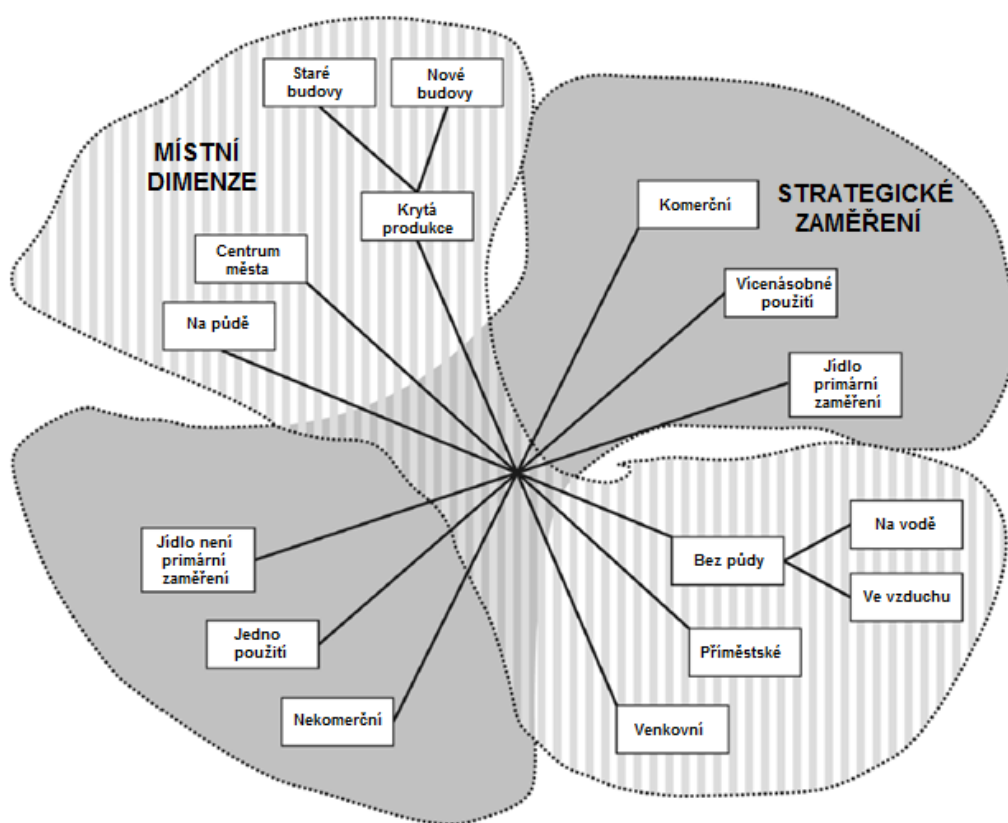 Staré
budovy
Nové
budovy
MÍSTNÍ
DIMENZE
Krytá
produkce
Centrum
města
Na půdě
STRATEGICKÉ
ZAMĚŘENÍ
Komerční
Vícenásobné
použití
Jídlo
primární
zaměření
Jídlo není
primární
zaměření
Jedno
použití
Nekomerční
Bez půdy
Na vodě
Ve vzduchu
Příměstské
Venkovní